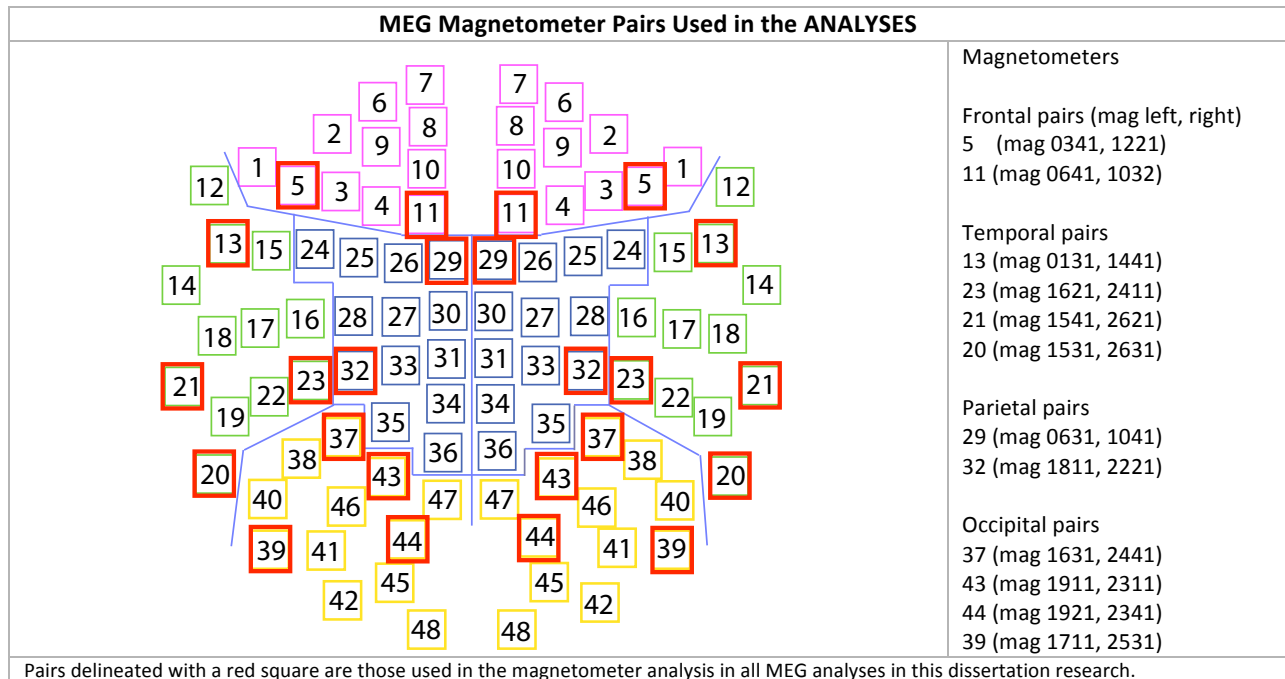 MEG Magnetometer Pairs Used in the ANALYSES
7 7
6 6
2 9 8 8 9 2
1 10 10 1
12 5 3 4 11 11 4 3 5 12
13 15 24 25 26 29 29 26 25 24 15 13
14 14
18 17 16 28 27 30 30 27 28 16 17 18
21 23 32 33 31 31 33 32 23 21
19 22 34 34 22 19
37 35 36 36 35 37
20 38 43 43 38 20
40 46 47 47 46 40
39 41 44 44 41 39
42 45 45 42
48 48
Magnetometers
Frontal pairs (mag left, right)
5 (mag 0341, 1221)
11 (mag 0641, 1032)
Temporal pairs
13 (mag 0131, 1441)
23 (mag 1621, 2411)
21 (mag 1541, 2621)
20 (mag 1531, 2631)
Parietal pairs
29 (mag 0631, 1041)
32 (mag 1811, 2221)
Occipital pairs
37 (mag 1631, 2441)
43 (mag 1911, 2311)
44 (mag 1921, 2341)
39 (mag 1711, 2531)
Pairs delineated with a red square are those used in the magnetometer analysis in all MEG analyses in this dissertation research.